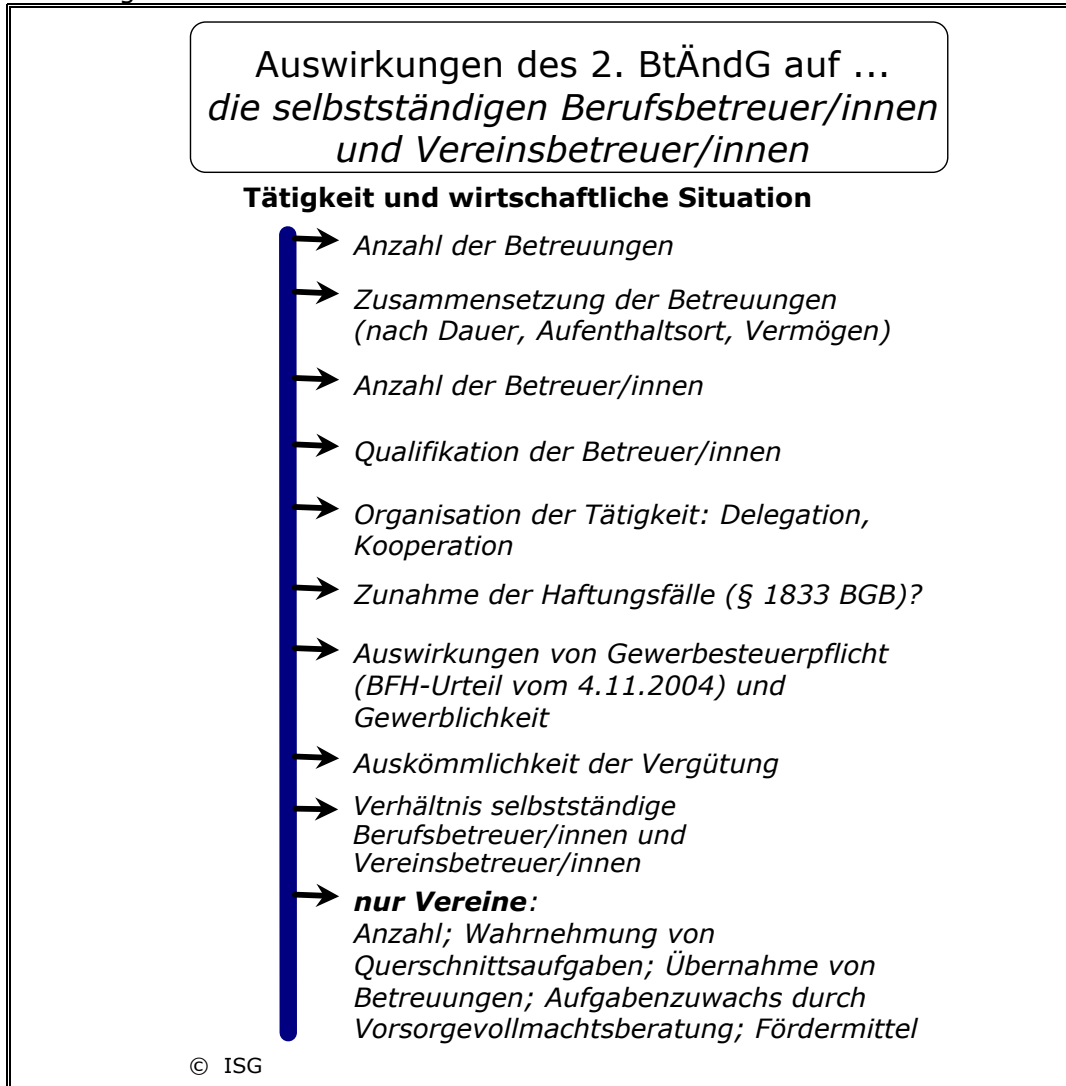 Auswirkungen des 2. BtÄndG auf ...
die selbstständigen Berufsbetreuer/innen
und Vereinsbetreuer/innen
Tätigkeit und wirtschaftliche Situation
Anzahl der Betreuungen
Zusammensetzung der Betreuungen
(nach Dauer, Aufenthaltsort, Vermögen)
Anzahl der Betreuer/innen
Qualifikation der Betreuer/innen
Organisation der Tätigkeit: Delegation,
Kooperation
Zunahme der Haftungsfälle (§ 1833 BGB)?
Auswirkungen von Gewerbesteuerpflicht
(BFH-Urteil vom 4.11.2004) und
Gewerblichkeit
Auskömmlichkeit der Vergütung
Verhältnis selbstständige
Berufsbetreuer/innen und
Vereinsbetreuer/innen
nur Vereine:
Anzahl; Wahrnehmung von
Querschnittsaufgaben; Übernahme von
Betreuungen; Aufgabenzuwachs durch
Vorsorgevollmachtsberatung; Fördermittel
© ISG